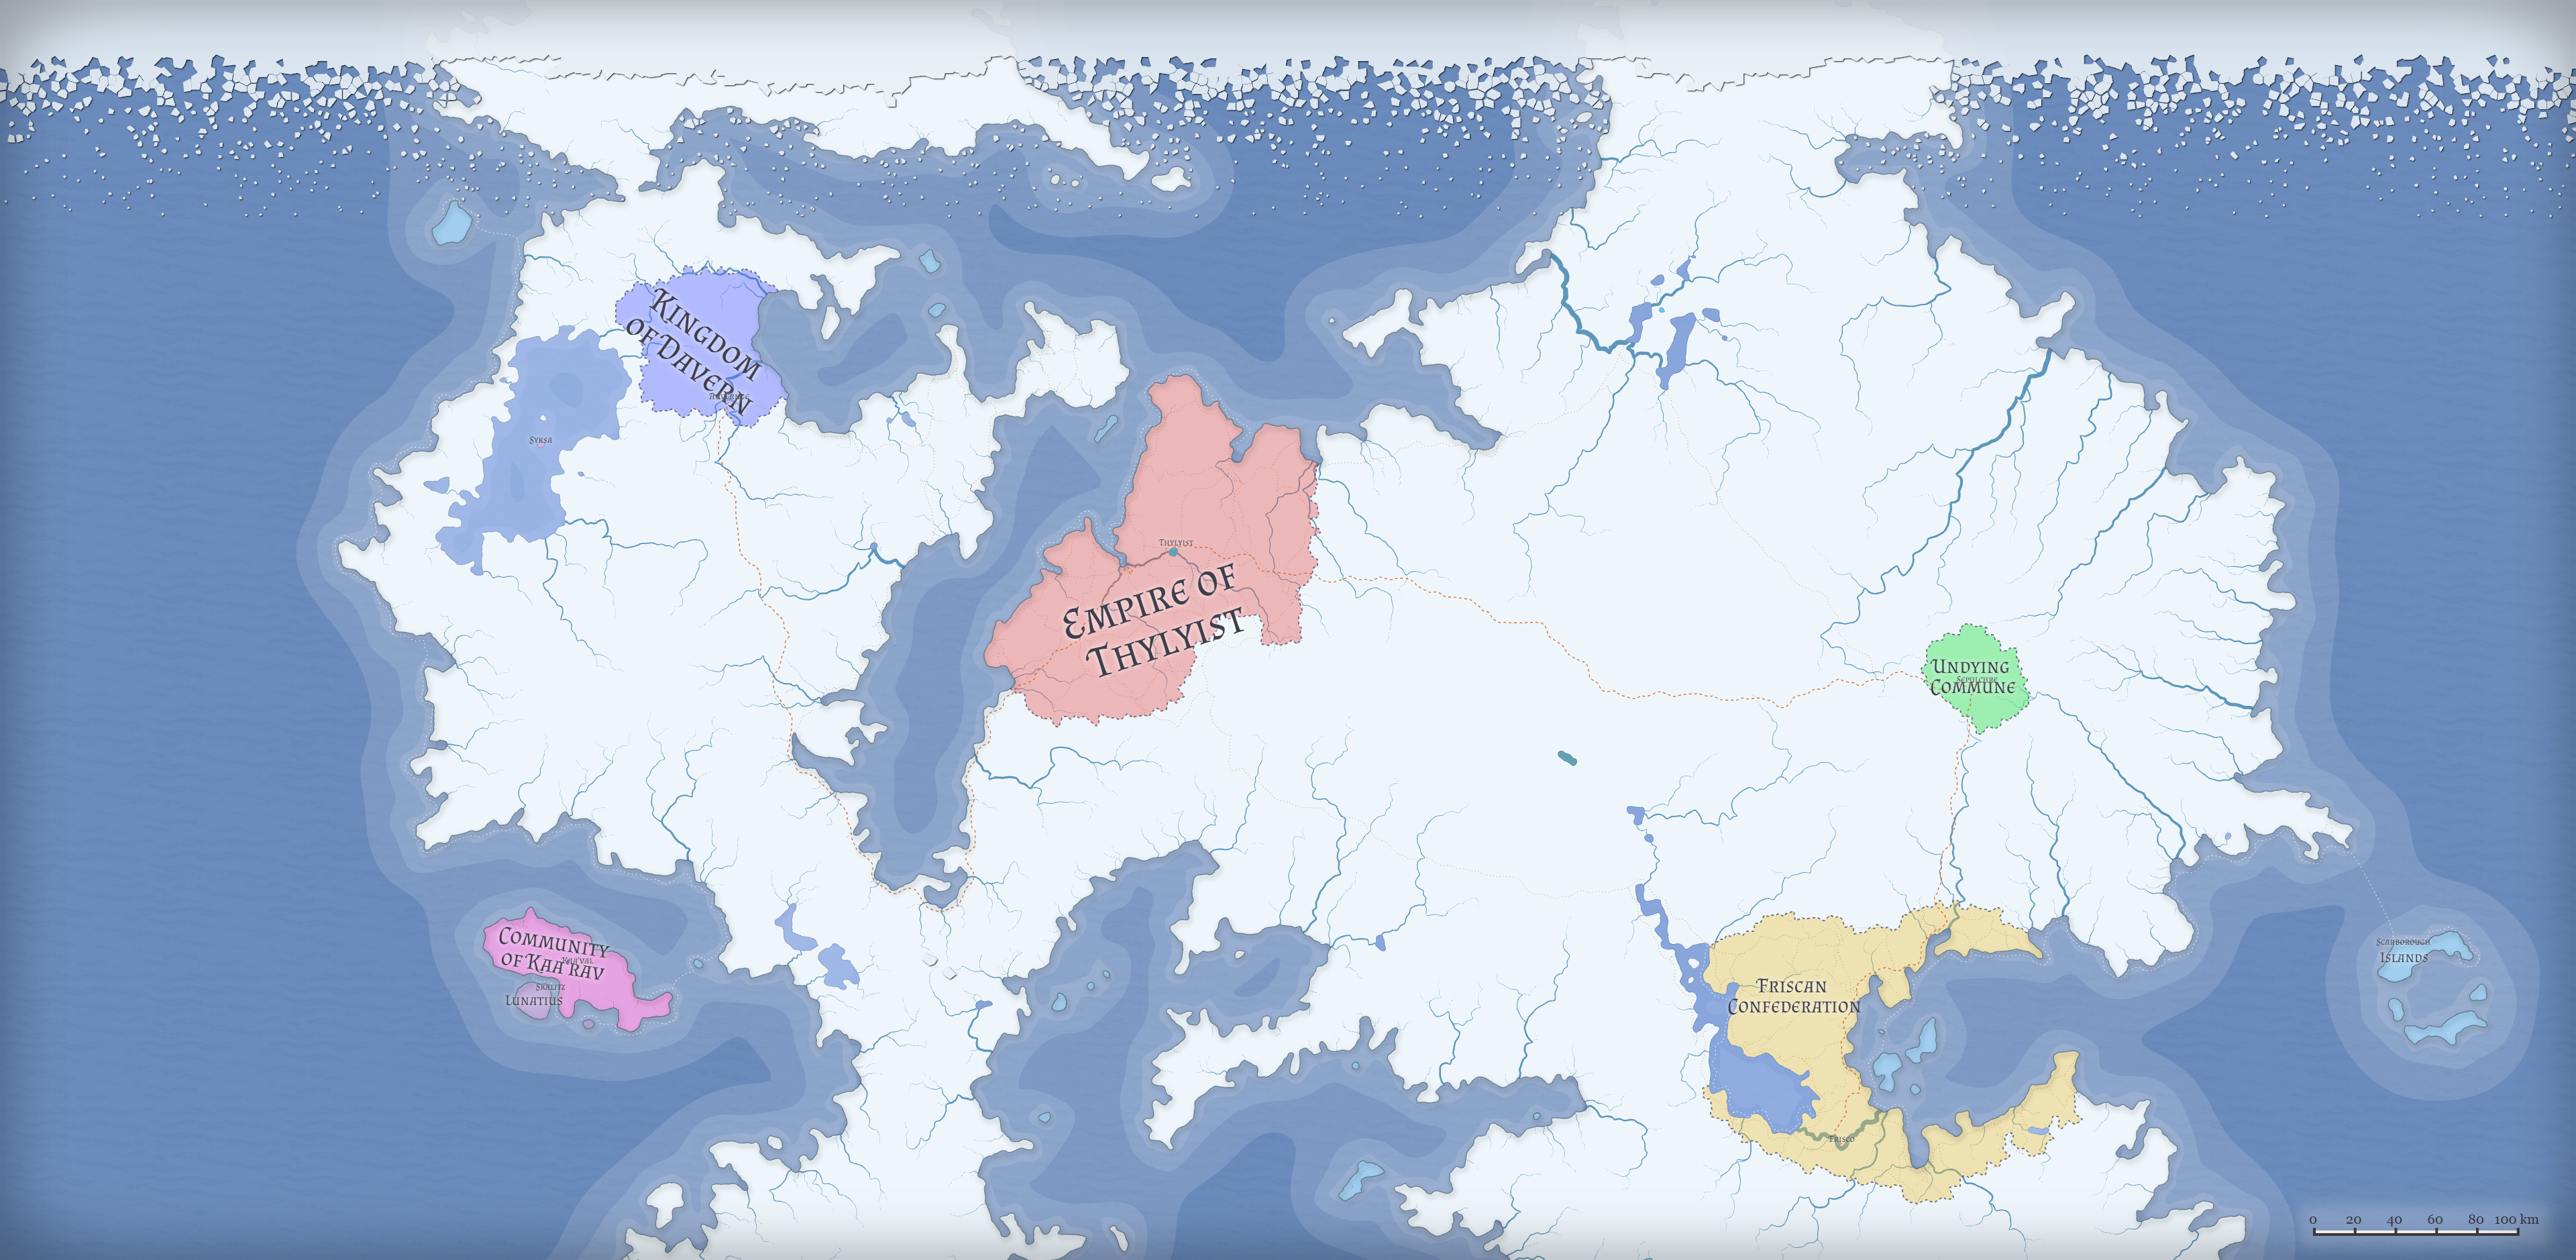 Kingdom
of Davern
Syksa
Thylyist
Empire of
Thylyist
Undying
Commune
Sepulchre
Community
of Kaa'rav
Kaa'val
Skalitz
Lunatius
Friscan
Confederation
Frisco
Scarborough
Islands
0 20 40 60 80 100 km